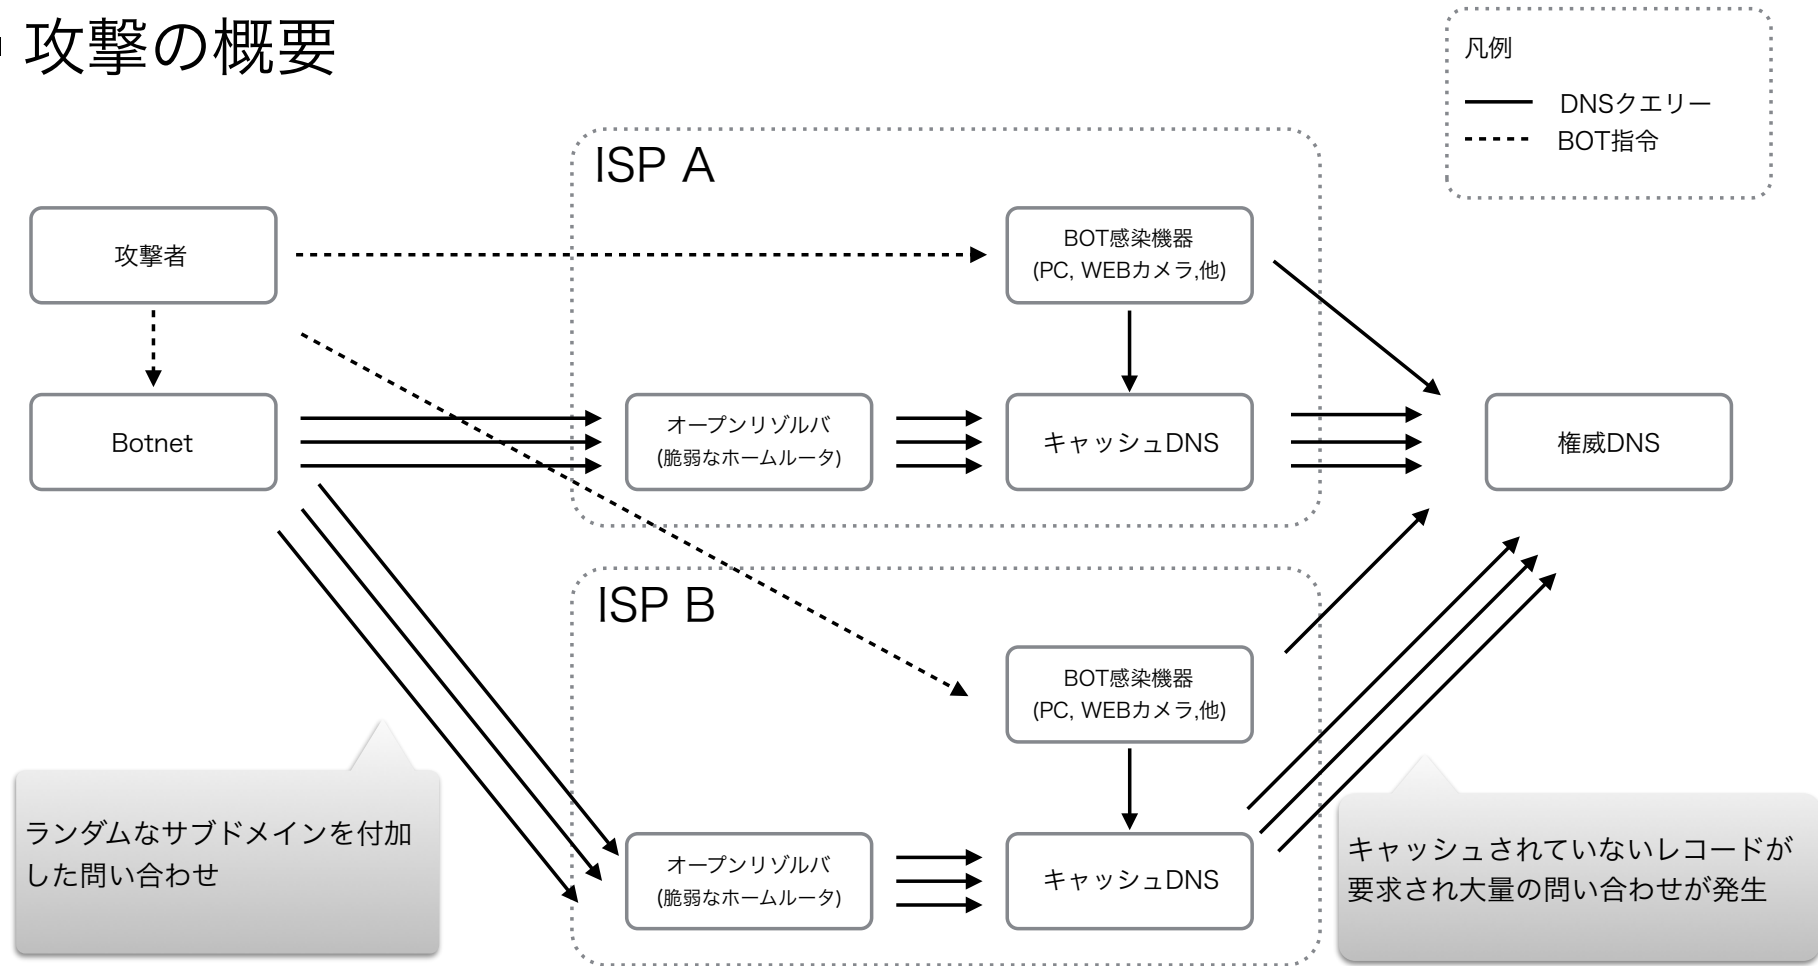 攻撃の概要
凡例
DNSクエリー
BOT指令
ISP A
攻撃者
BOT感染機器
(PC, WEBカメラ,他)
Botnet
オープンリゾルバ
(脆弱なホームルータ)
キャッシュDNS
権威DNS
ISP B
BOT感染機器
(PC, WEBカメラ,他)
ランダムなサブドメインを付加
した問い合わせ
オープンリゾルバ
(脆弱なホームルータ)
キャッシュDNS
キャッシュされていないレコードが
要求され大量の問い合わせが発生